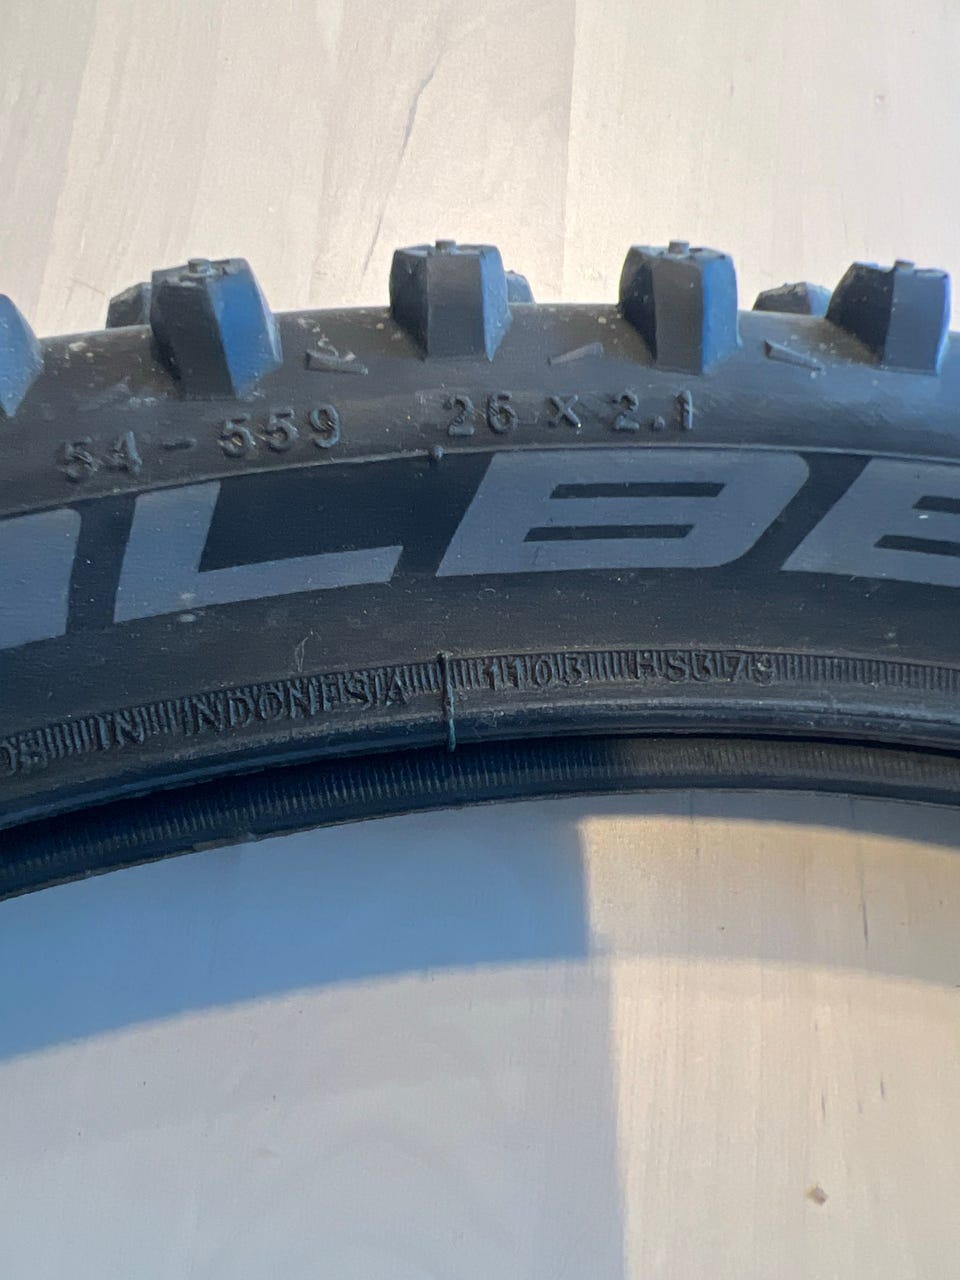 54-559 26 x 2.1
LBE
IN INDONESIA 1103 HS379